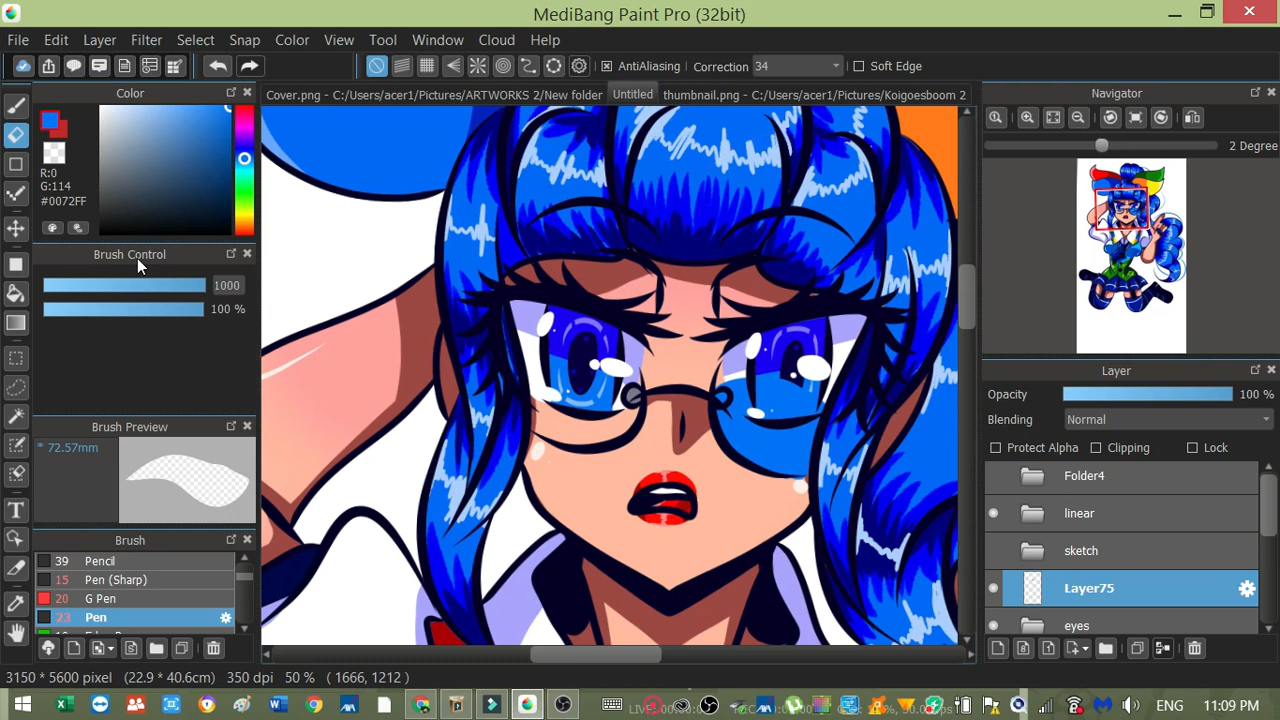 MediBang Paint Pro (32bit)
File Edit Layer Filter Select Snap Color View Tool Window Cloud Help
AntiAliasing Correction 34 Soft Edge
Color
Cover.png - C:/Users/acer1/Pictures/ARTWORKS 2/New folder Untitled thumbnail.png - C:/Users/acer1/Pictures/Koigoesboom 2
Navigator
2 Degree
R:0
G:114
#0072FF
Brush Control
1000
100 %
Brush Preview
* 72.57mm
Brush
39 Pencil
15 Pen (Sharp)
20 G Pen
23 Pen
Layer
Opacity 100 %
Blending Normal
Protect Alpha Clipping Lock
Folder4
linear
sketch
Layer75
eyes
3150 * 5600 pixel (22.9 * 40.6cm) 350 dpi 50 % ( 1666, 1212 )
ENG 11:09 PM